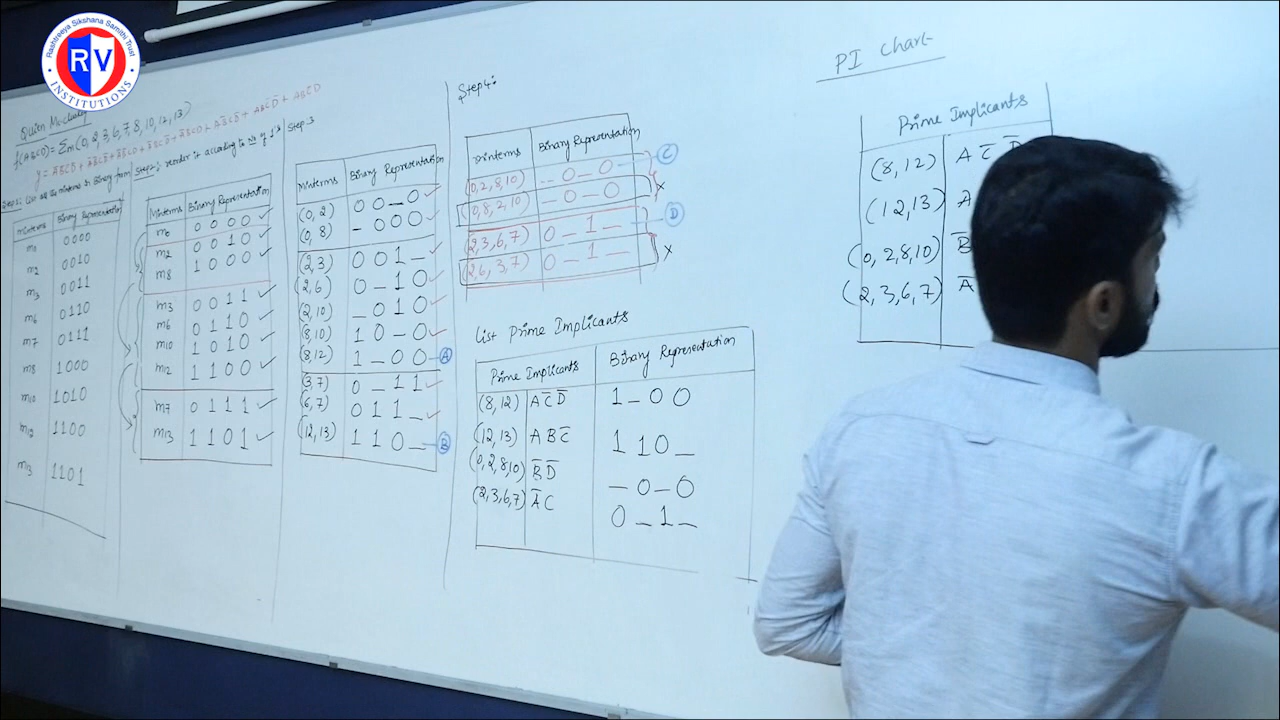 Rashtreeya Sikshana Samithi Trust
RV
INSTITUTIONS
f(ABCD) = Σm(0, 2, 3, 6, 7, 8, 10, 12, 13)
Minterms Binary Representation
m0 0000
m2 0010
m3 0011
m6 0110
m7 0111
m8 1000
m10 1010
m12 1100
m13 1101
Minterms Binary Representation
m0 0 0 0 0 ✓
m2 0 0 1 0 ✓
m8 1 0 0 0 ✓
m3 0 0 1 1 ✓
m6 0 1 1 0 ✓
m10 1 0 1 0 ✓
m12 1 1 0 0 ✓
m7 0 1 1 1 ✓
m13 1 1 0 1 ✓
Step 3
Minterms Binary Representation
(0, 2) 0 0 _ 0 ✓
(0, 8) _ 0 0 0 ✓
(2, 3) 0 0 1 _ ✓
(2, 6) 0 _ 1 0 ✓
(2, 10) _ 0 1 0 ✓
(8, 10) 1 0 _ 0 ✓
(8, 12) 1 _ 0 0 A
(3, 7) 0 _ 1 1 ✓
(6, 7) 0 1 1 _ ✓
(12, 13) 1 1 0 _ B
Step 4:
Minterms Binary Representation
(0, 2, 8, 10) _ 0 _ 0 C
(0, 8, 2, 10) _ 0 _ 0 x
(2, 3, 6, 7) 0 _ 1 _ D
(2, 6, 3, 7) 0 _ 1 _ x
List Prime Implicants
Prime Implicants Binary Representation
(8, 12) A C̅ D̅ 1 _ 0 0
(12, 13) A B C̅ 1 1 0 _
(0, 2, 8, 10) B̅ D̅ _ 0 _ 0
(2, 3, 6, 7) A̅ C 0 _ 1 _
PI Chart
Prime Implicants
(8, 12) A C̅ D̅
(12, 13) A
(0, 2, 8, 10) B̅
(2, 3, 6, 7) A̅